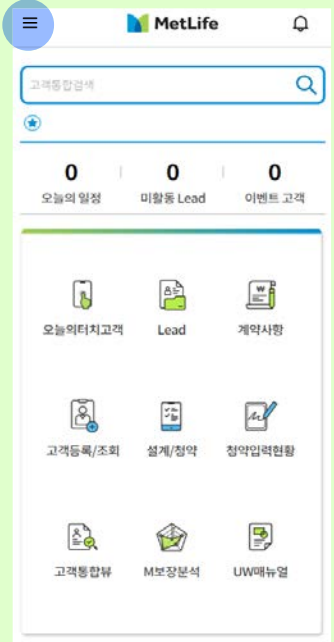 MetLife
고객통합검색
0 0 0
오늘의 일정 미활동 Lead 이벤트 고객
오늘의터치고객 Lead 계약사항
고객등록/조회 설계/청약 청약입력현황
고객통합뷰 M보장분석 UW매뉴얼